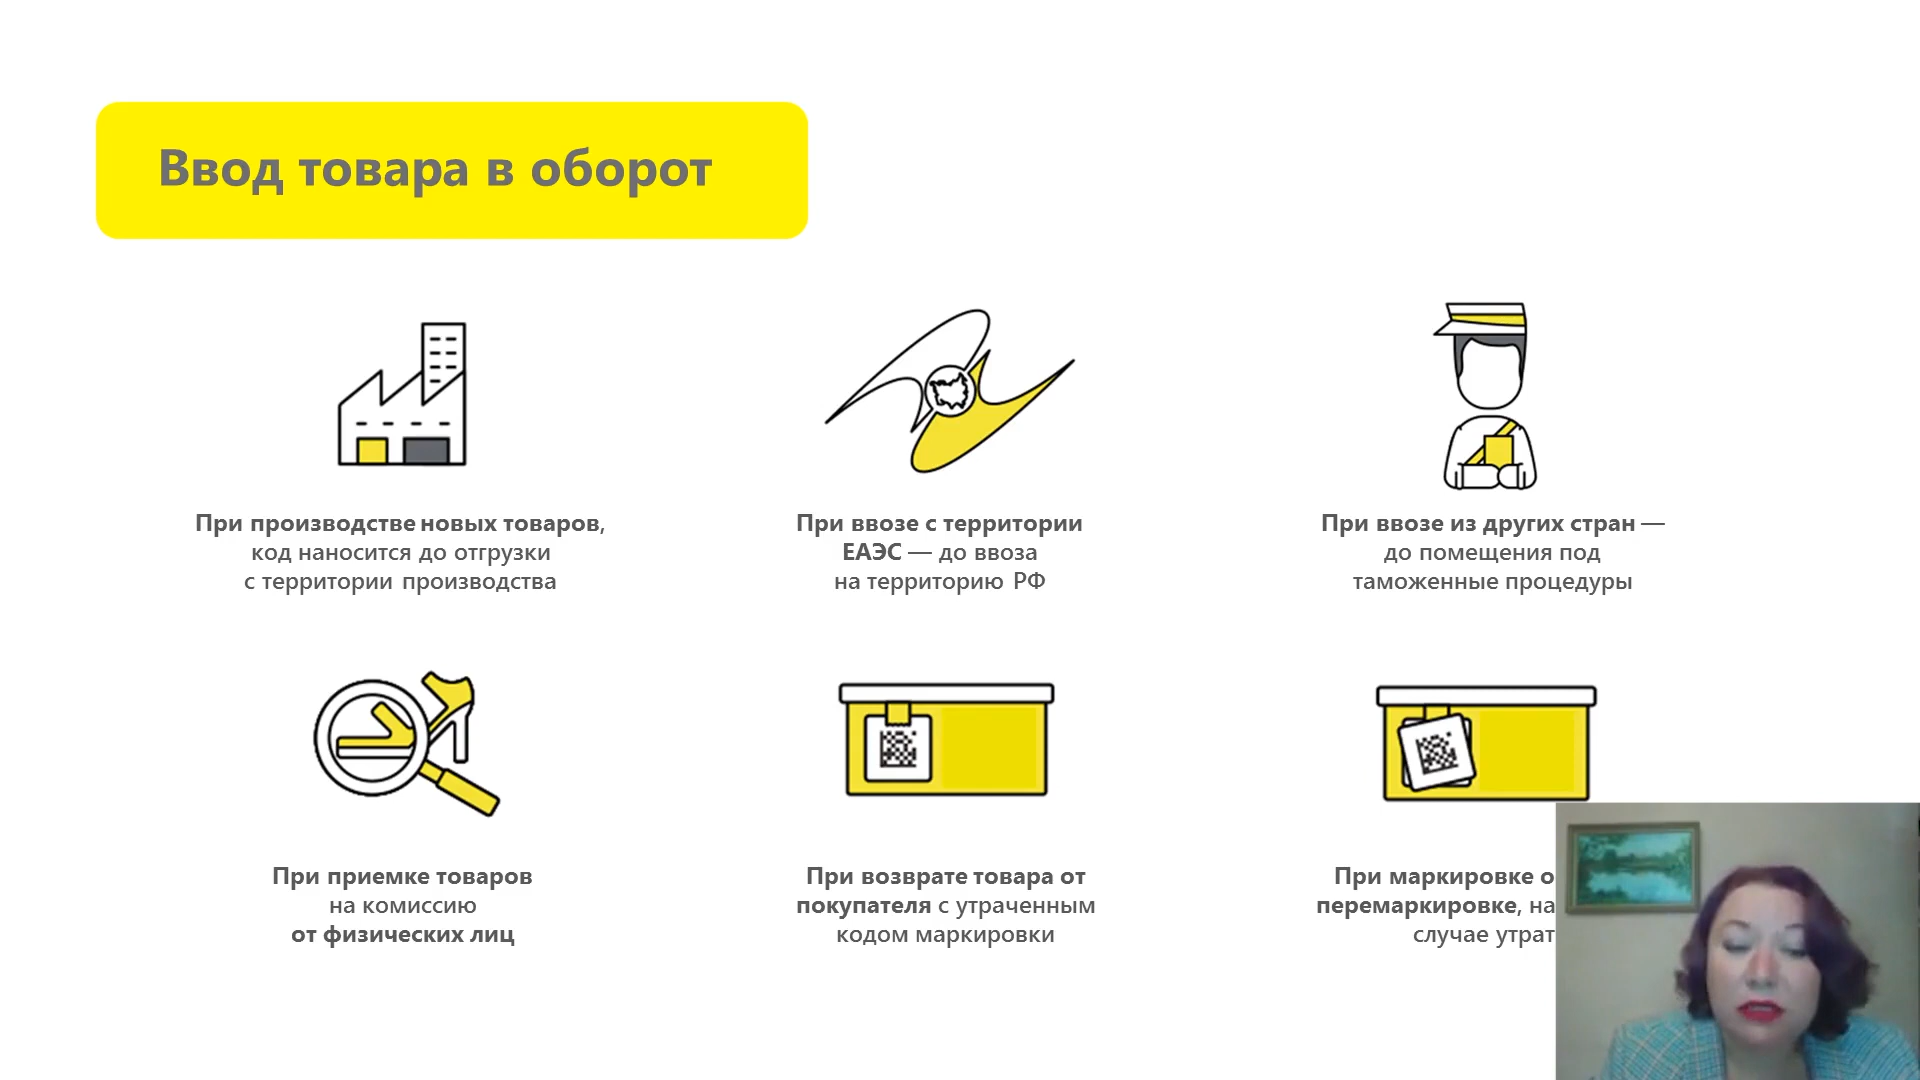 Ввод товара в оборот
При производстве новых товаров,
код наносится до отгрузки
с территории производства
При ввозе с территории
ЕАЭС — до ввоза
на территорию РФ
При ввозе из других стран —
до помещения под
таможенные процедуры
При приемке товаров
на комиссию
от физических лиц
При возврате товара от
покупателя с утраченным
кодом маркировки
При маркировке о
перемаркировке, на
случае утрат